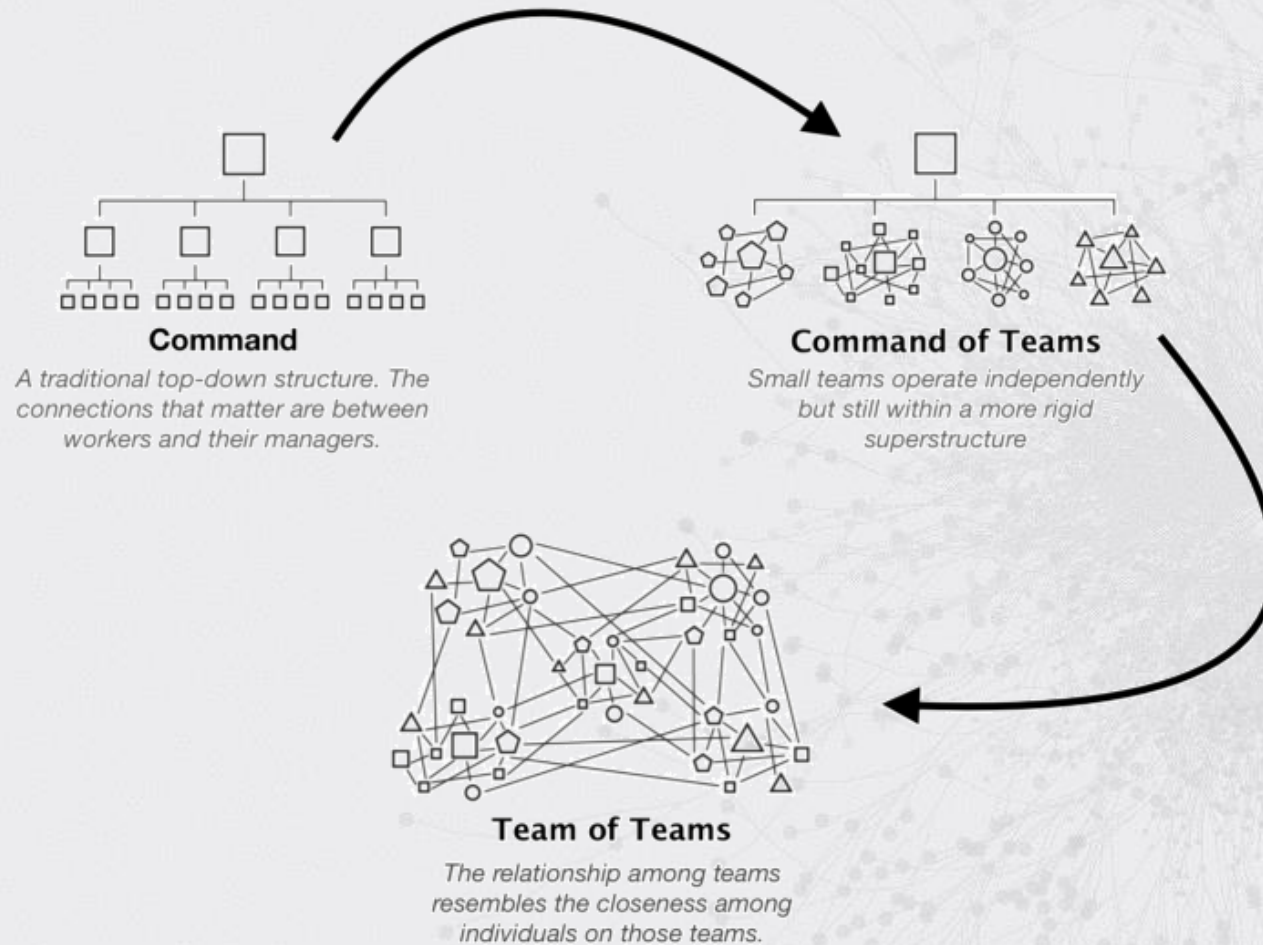 Command
A traditional top-down structure. The
connections that matter are between
workers and their managers.
Command of Teams
Small teams operate independently
but still within a more rigid
superstructure
Team of Teams
The relationship among teams
resembles the closeness among
individuals on those teams.